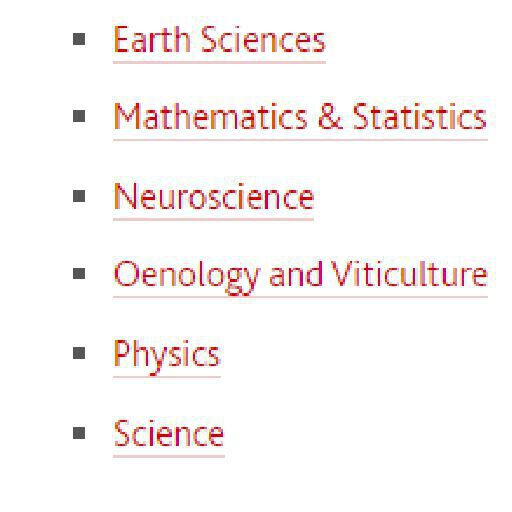 Earth Sciences
Mathematics & Statistics
Neuroscience
Oenology and Viticulture
Physics
Science